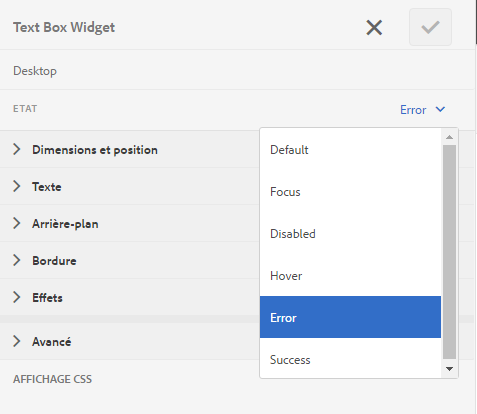 Text Box Widget
Desktop
ETAT
Error
Default
Focus
Disabled
Hover
Error
Success
Dimensions et position
Texte
Arrière-plan
Bordure
Effets
Avancé
AFFICHAGE CSS